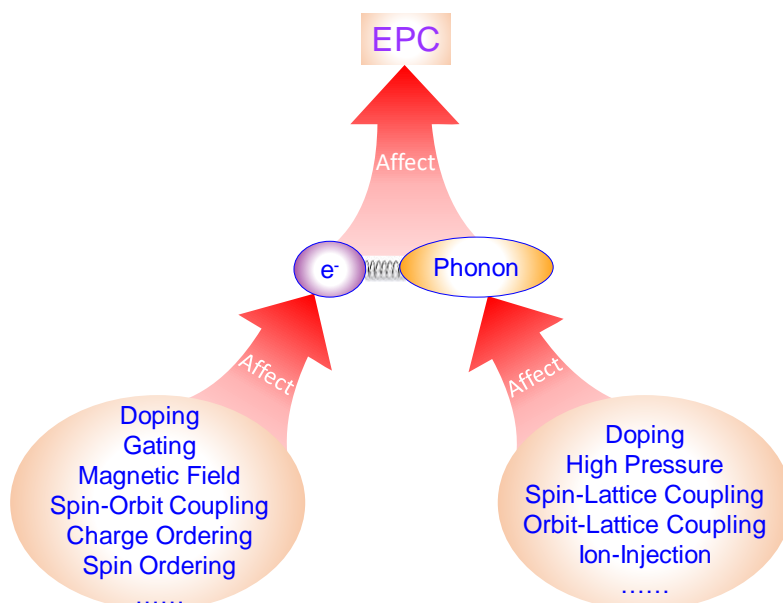 EPC
Affect
e-
Phonon
Affect
Affect
Doping
Gating
Magnetic Field
Spin-Orbit Coupling
Charge Ordering
Spin Ordering
......
Doping
High Pressure
Spin-Lattice Coupling
Orbit-Lattice Coupling
Ion-Injection
......